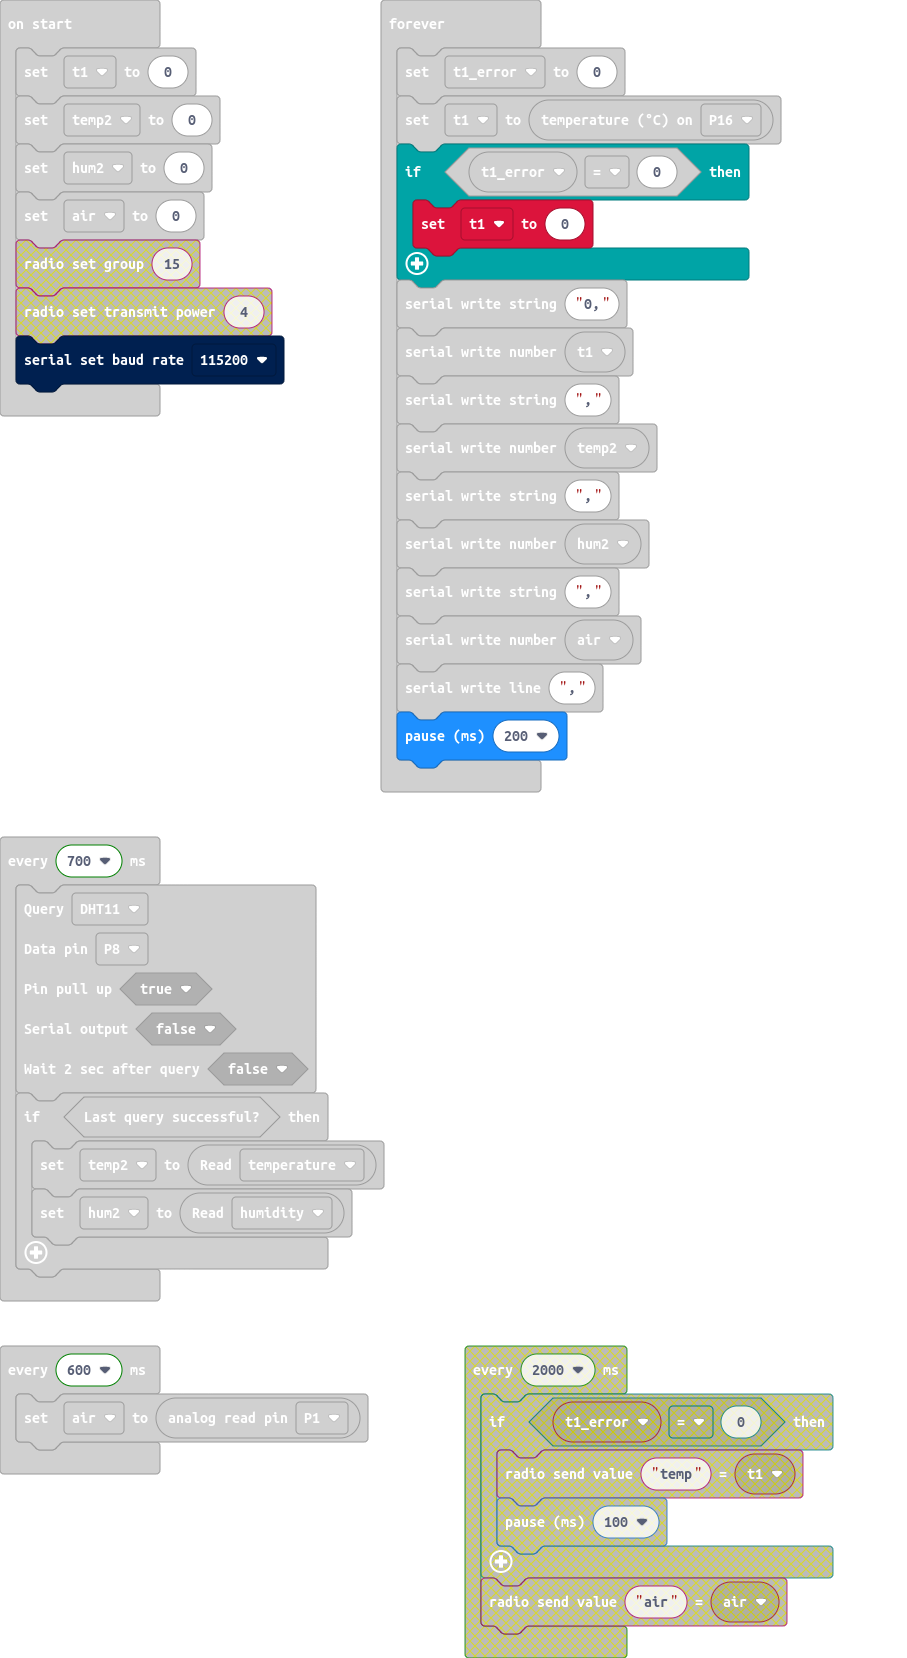 on start
set t1 to 0
set temp2 to 0
set hum2 to 0
set air to 0
radio set group 15
radio set transmit power 4
serial set baud rate 115200
forever
set t1_error to 0
set t1 to temperature (°C) on P16
if t1_error = 0 then
set t1 to 0
serial write string "0,"
serial write number t1
serial write string ","
serial write number temp2
serial write string ","
serial write number hum2
serial write string ","
serial write number air
serial write line ","
pause (ms) 200
every 700 ms
Query DHT11
Data pin P8
Pin pull up true
Serial output false
Wait 2 sec after query false
if Last query successful? then
set temp2 to Read temperature
set hum2 to Read humidity
every 600 ms
set air to analog read pin P1
every 2000 ms
if t1_error = 0 then
radio send value "temp" = t1
pause (ms) 100
radio send value "air" = air